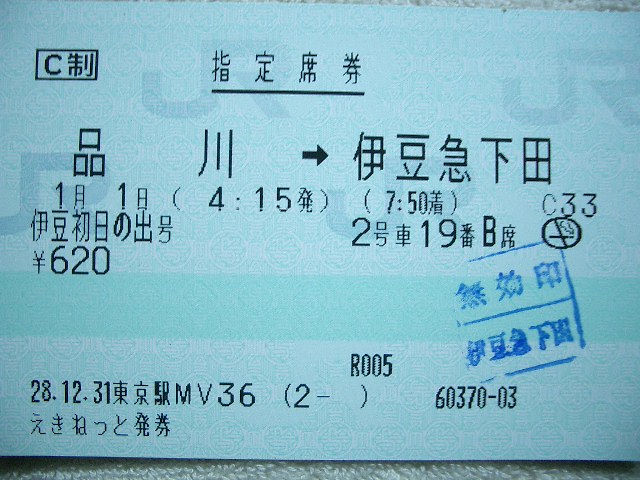 C制
指定席券
品川 → 伊豆急下田
1月 1日 ( 4:15発) ( 7:50着) C33
伊豆初日の出号 2号車19番B席
¥620
無効印
伊豆急下田
R005
28.12.31東京駅MV36 (2- ) 60370-03
えきねっと発券